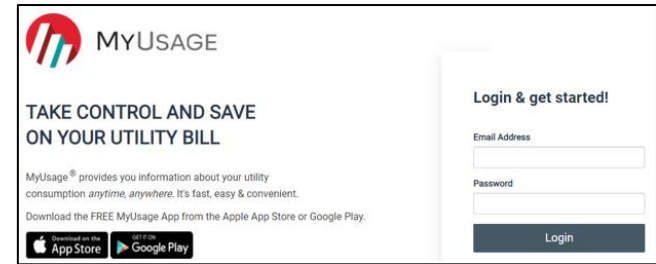 MYUSAGE
TAKE CONTROL AND SAVE
ON YOUR UTILITY BILL
MyUsage ® provides you information about your utility
consumption anytime, anywhere. It's fast, easy & convenient.
Download the FREE MyUsage App from the Apple App Store or Google Play.
Download on the
App Store
GET IT ON
Google Play
Login & get started!
Email Address
Password
Login